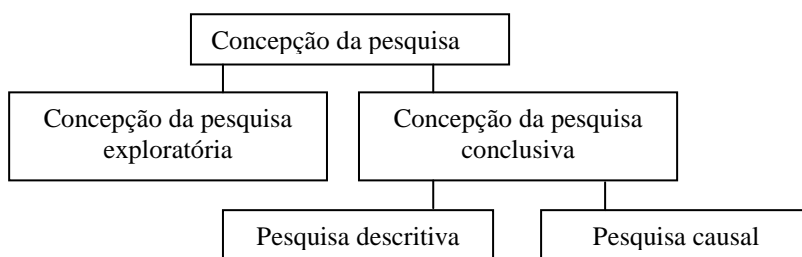 Concepção da pesquisa
Concepção da pesquisa
exploratória
Concepção da pesquisa
conclusiva
Pesquisa descritiva
Pesquisa causal